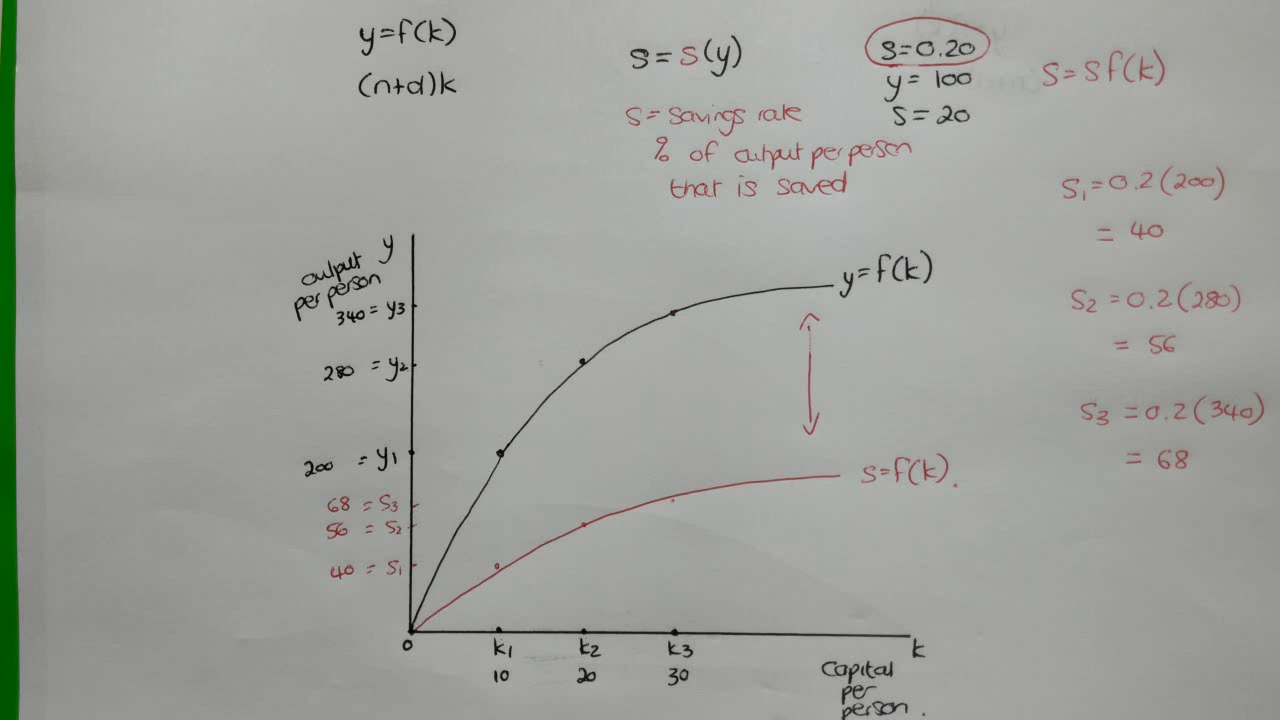 y=f(k)
(n+d)k
s=s(y)
s=0.20
y=100
s=20
s=sf(k)
s=savings rate
% of output per person
that is saved
S₁=0.2(200)
=40
S₂=0.2(280)
=56
S₃=0.2(340)
=68
y
output
per person
340=y₃
280=y₂
200=y₁
68=S₃
56=S₂
40=S₁
y=f(k)
s=f(k).
0
k₁
k₂
k₃
k
10
20
30
Capital
per
person.